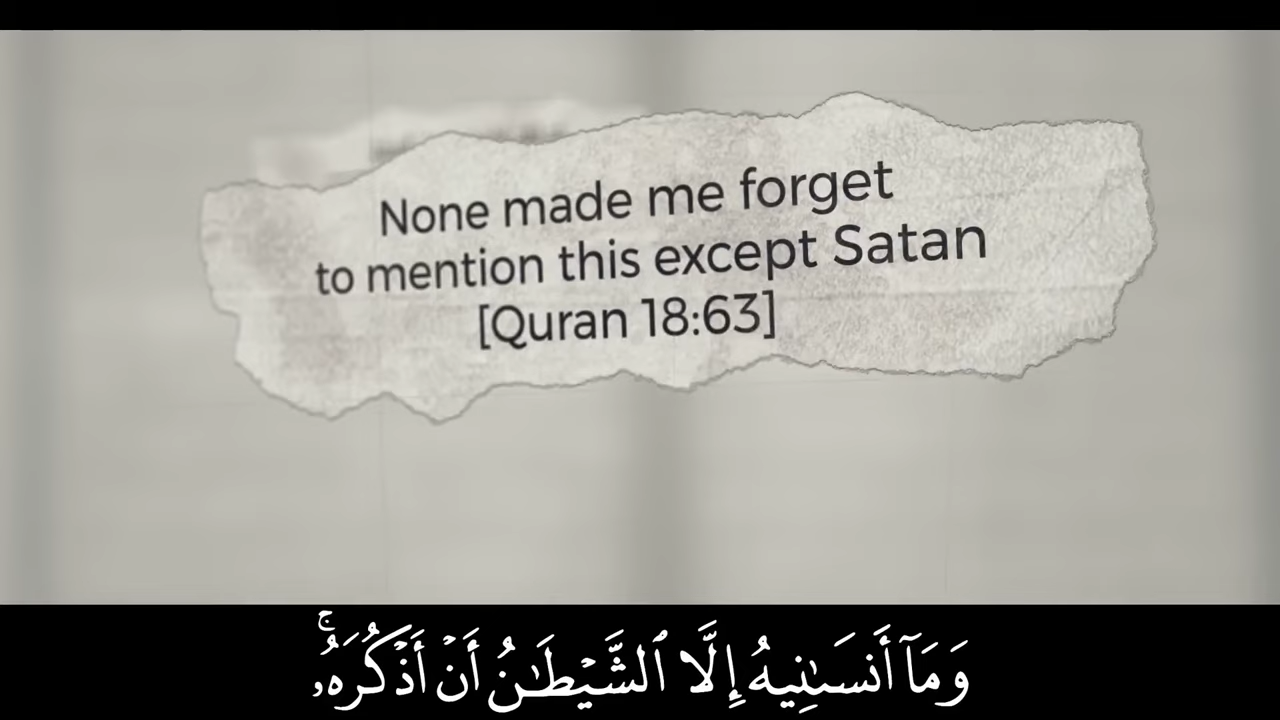 None made me forget
to mention this except Satan
[Quran 18:63]
وَمَآ أَنسَىٰنِيهُ إِلَّا ٱلشَّيْطَـٰنُ أَنْ أَذْكُرَهُۥ ۚ